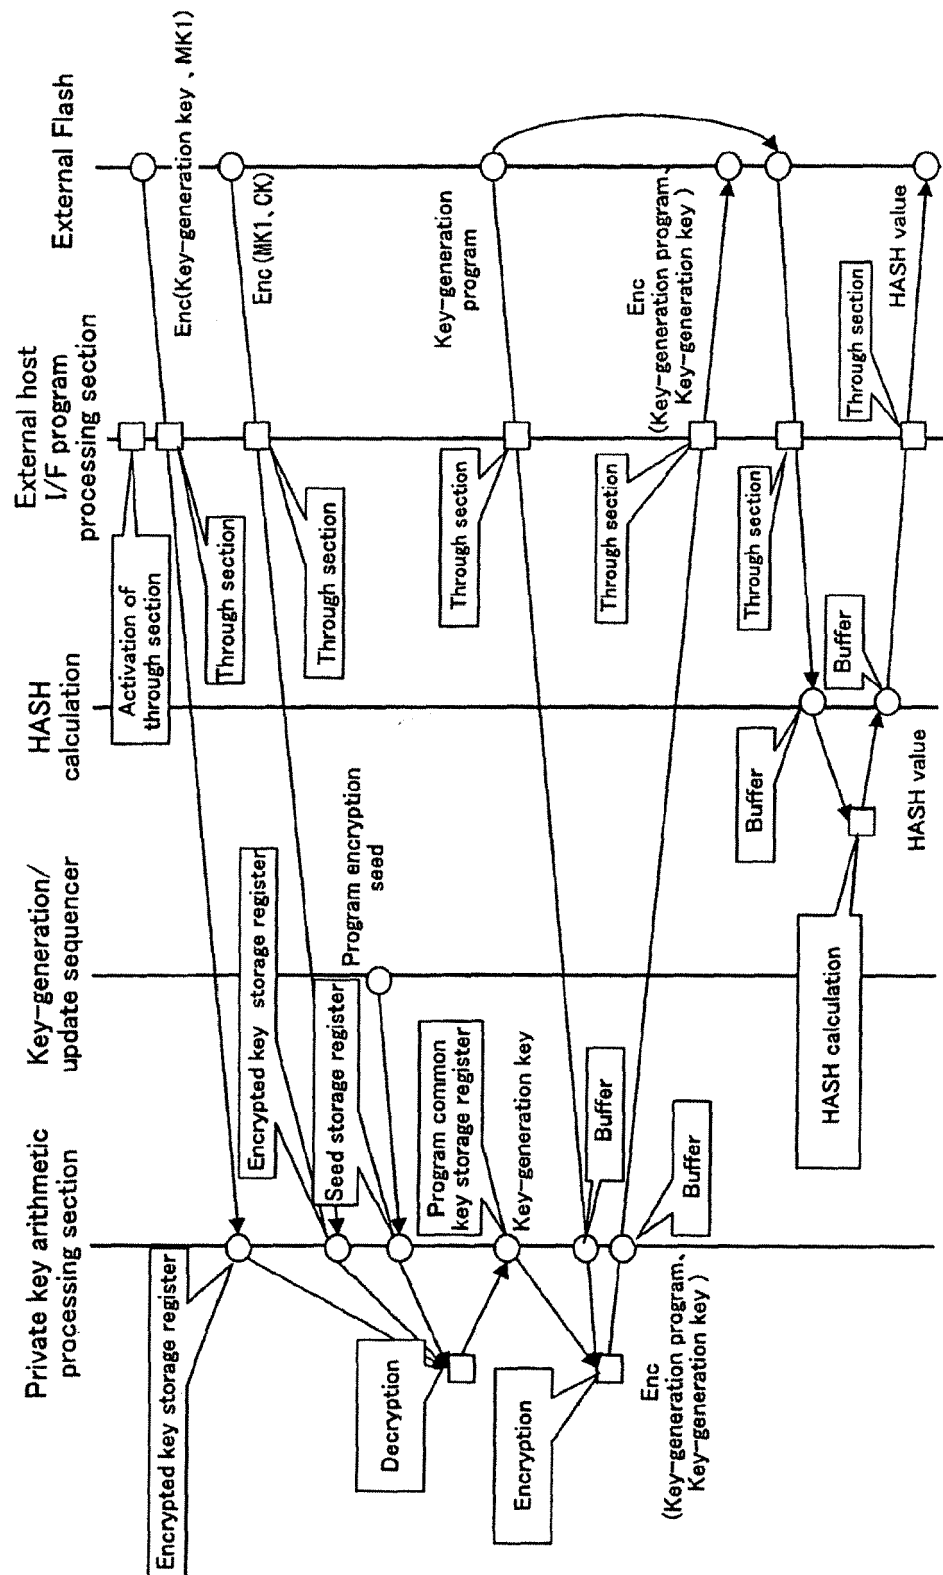 Private key arithmetic
processing section
Key-generation/
update sequencer
HASH
calculation
External host
I/F program
processing section
External Flash
Encrypted key storage register
Activation of
through section
Through section
Enc(Key-generation key 、MK1)
Encrypted key storage register
Through section
Enc(MK1、CK)
Seed storage register
Program encryption
seed
Decryption
Program common
key storage register
Key-generation key
Through section
Key-generation
program
Encryption
Buffer
Buffer
Enc
(Key-generation program、
Key-generation key )
Through section
Enc
(Key-generation program、
Key-generation key )
Through section
Buffer
HASH calculation
Buffer
HASH value
Through section
HASH value